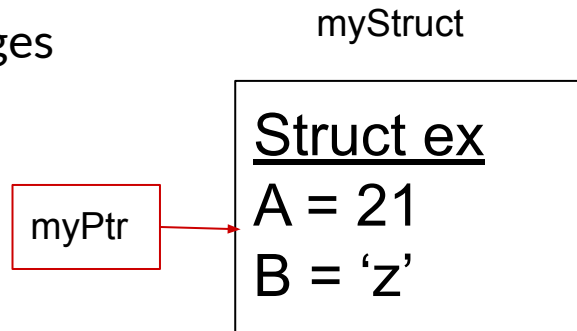 myStruct
ges
Struct ex
A = 21
myPtr
B = ‘z’